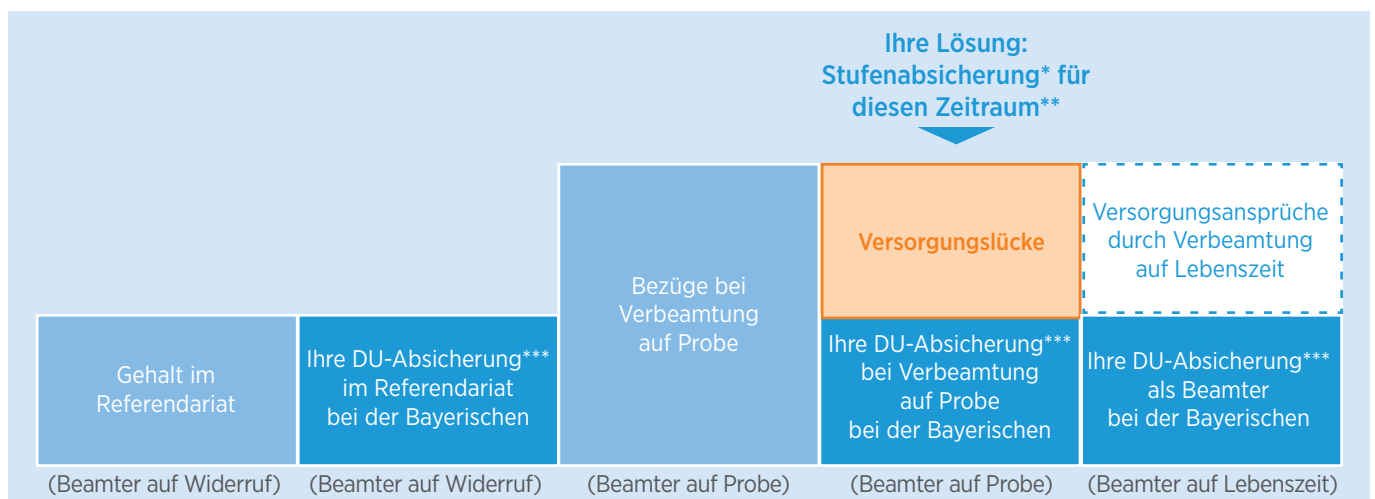 Ihre Lösung:
Stufenabsicherung* für
diesen Zeitraum**
Gehalt im
Referendariat
Ihre DU-Absicherung***
im Referendariat
bei der Bayerischen
Bezüge bei
Verbeamtung
auf Probe
Versorgungslücke
Ihre DU-Absicherung***
bei Verbeamtung
auf Probe
bei der Bayerischen
Versorgungsansprüche
durch Verbeamtung
auf Lebenszeit
Ihre DU-Absicherung***
als Beamter
bei der Bayerischen
(Beamter auf Widerruf)
(Beamter auf Widerruf)
(Beamter auf Probe)
(Beamter auf Probe)
(Beamter auf Lebenszeit)